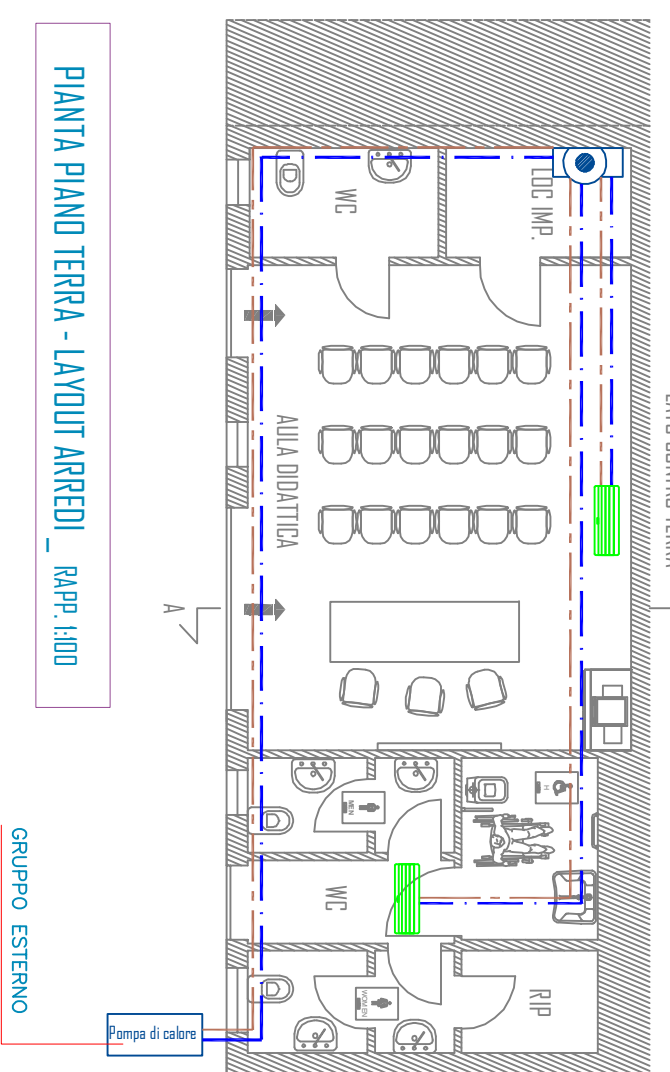 PIANTA PIANO TERRA - LAYOUT ARREDI _ RAPP. 1:100
WC
LOC IMP.
AULA DIDATTICA
A
MEN
H
WC
WOMEN
RIP
Pompa di calore
GRUPPO ESTERNO